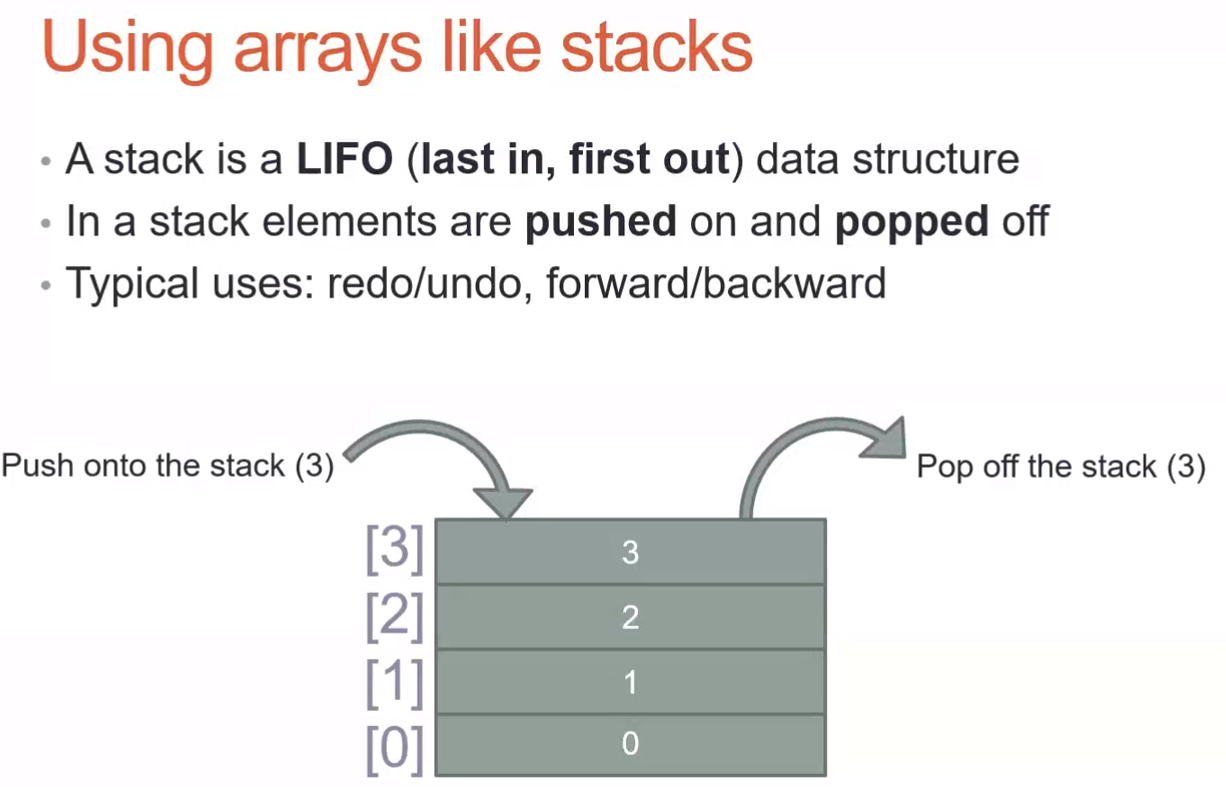 Using arrays like stacks
• A stack is a LIFO (last in, first out) data structure
• In a stack elements are pushed on and popped off
• Typical uses: redo/undo, forward/backward
Push onto the stack (3)
Pop off the stack (3)
[3] 3
[2] 2
[1] 1
[0] 0